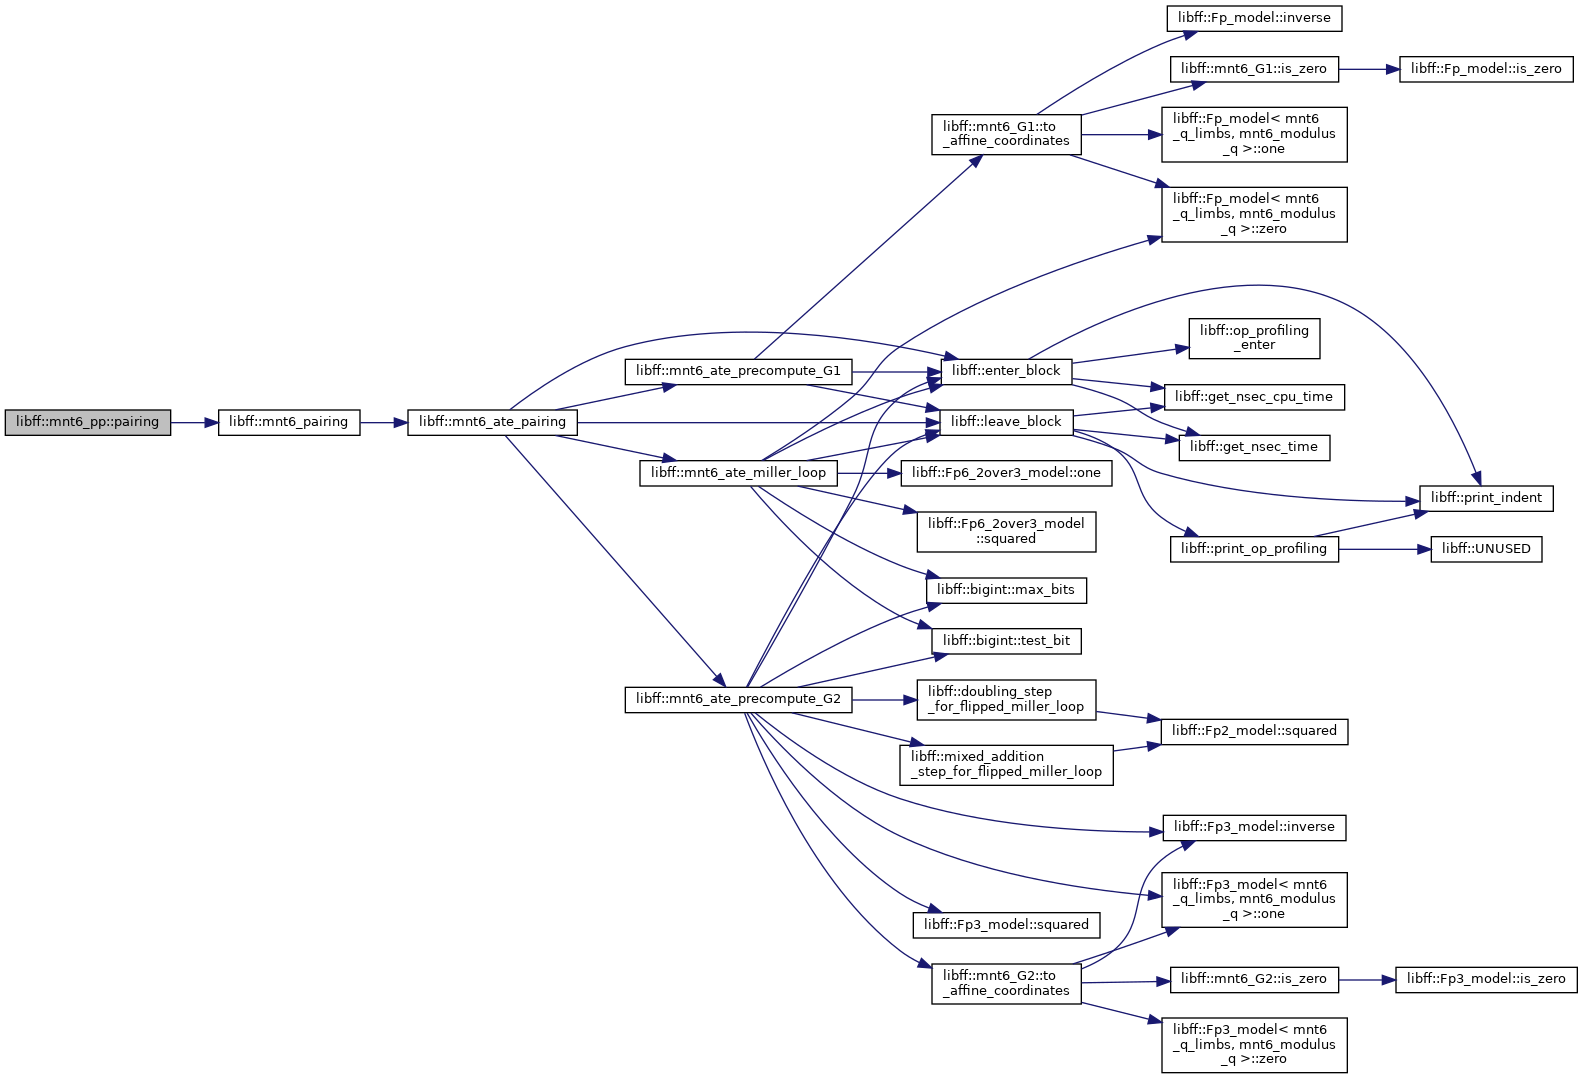 libff::mnt6_pp::pairing
libff::mnt6_pairing
libff::mnt6_ate_pairing
libff::mnt6_ate_precompute_G1
libff::mnt6_ate_miller_loop
libff::mnt6_ate_precompute_G2
libff::mnt6_G1::to
_affine_coordinates
libff::enter_block
libff::leave_block
libff::Fp6_2over3_model::one
libff::Fp6_2over3_model
::squared
libff::bigint::max_bits
libff::bigint::test_bit
libff::doubling_step
_for_flipped_miller_loop
libff::mixed_addition
_step_for_flipped_miller_loop
libff::Fp3_model::squared
libff::mnt6_G2::to
_affine_coordinates
libff::Fp_model::inverse
libff::mnt6_G1::is_zero
libff::Fp_model< mnt6
_q_limbs, mnt6_modulus
_q >::one
libff::Fp_model< mnt6
_q_limbs, mnt6_modulus
_q >::zero
libff::op_profiling
_enter
libff::get_nsec_cpu_time
libff::get_nsec_time
libff::print_op_profiling
libff::Fp2_model::squared
libff::Fp3_model::inverse
libff::Fp3_model< mnt6
_q_limbs, mnt6_modulus
_q >::one
libff::mnt6_G2::is_zero
libff::Fp3_model< mnt6
_q_limbs, mnt6_modulus
_q >::zero
libff::Fp_model::is_zero
libff::print_indent
libff::UNUSED
libff::Fp3_model::is_zero